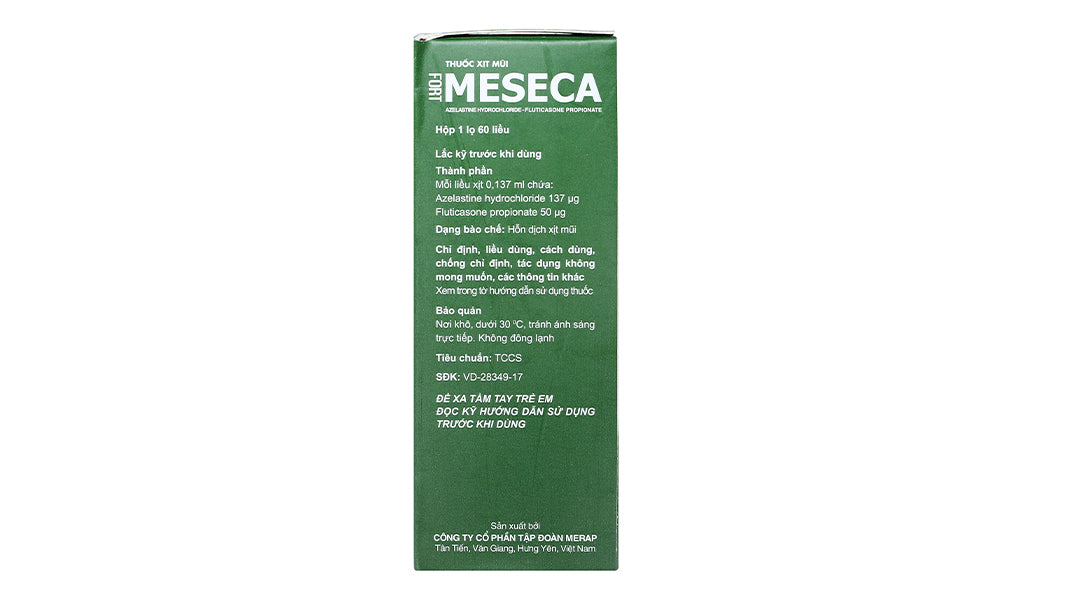 THUỐC XỊT MŨI
FORT MESECA
AZELASTINE HYDROCHLORIDE-FLUTICASONE PROPIONATE
Hộp 1 lọ 60 liều
Lắc kỹ trước khi dùng
Thành phần
Mỗi liều xịt 0,137 ml chứa:
Azelastine hydrochloride 137 µg
Fluticasone propionate 50 µg
Dạng bào chế: Hỗn dịch xịt mũi
Chỉ định, liều dùng, cách dùng,
chống chỉ định, tác dụng không
mong muốn, các thông tin khác
Xem trong tờ hướng dẫn sử dụng thuốc
Bảo quản
Nơi khô, dưới 30 ºC, tránh ánh sáng
trực tiếp. Không đông lạnh
Tiêu chuẩn: TCCS
SĐK: VD-28349-17
ĐỂ XA TẦM TAY TRẺ EM
ĐỌC KỸ HƯỚNG DẪN SỬ DỤNG
TRƯỚC KHI DÙNG
Sản xuất bởi
CÔNG TY CỔ PHẦN TẬP ĐOÀN MERAP
Tân Tiến, Văn Giang, Hưng Yên, Việt Nam